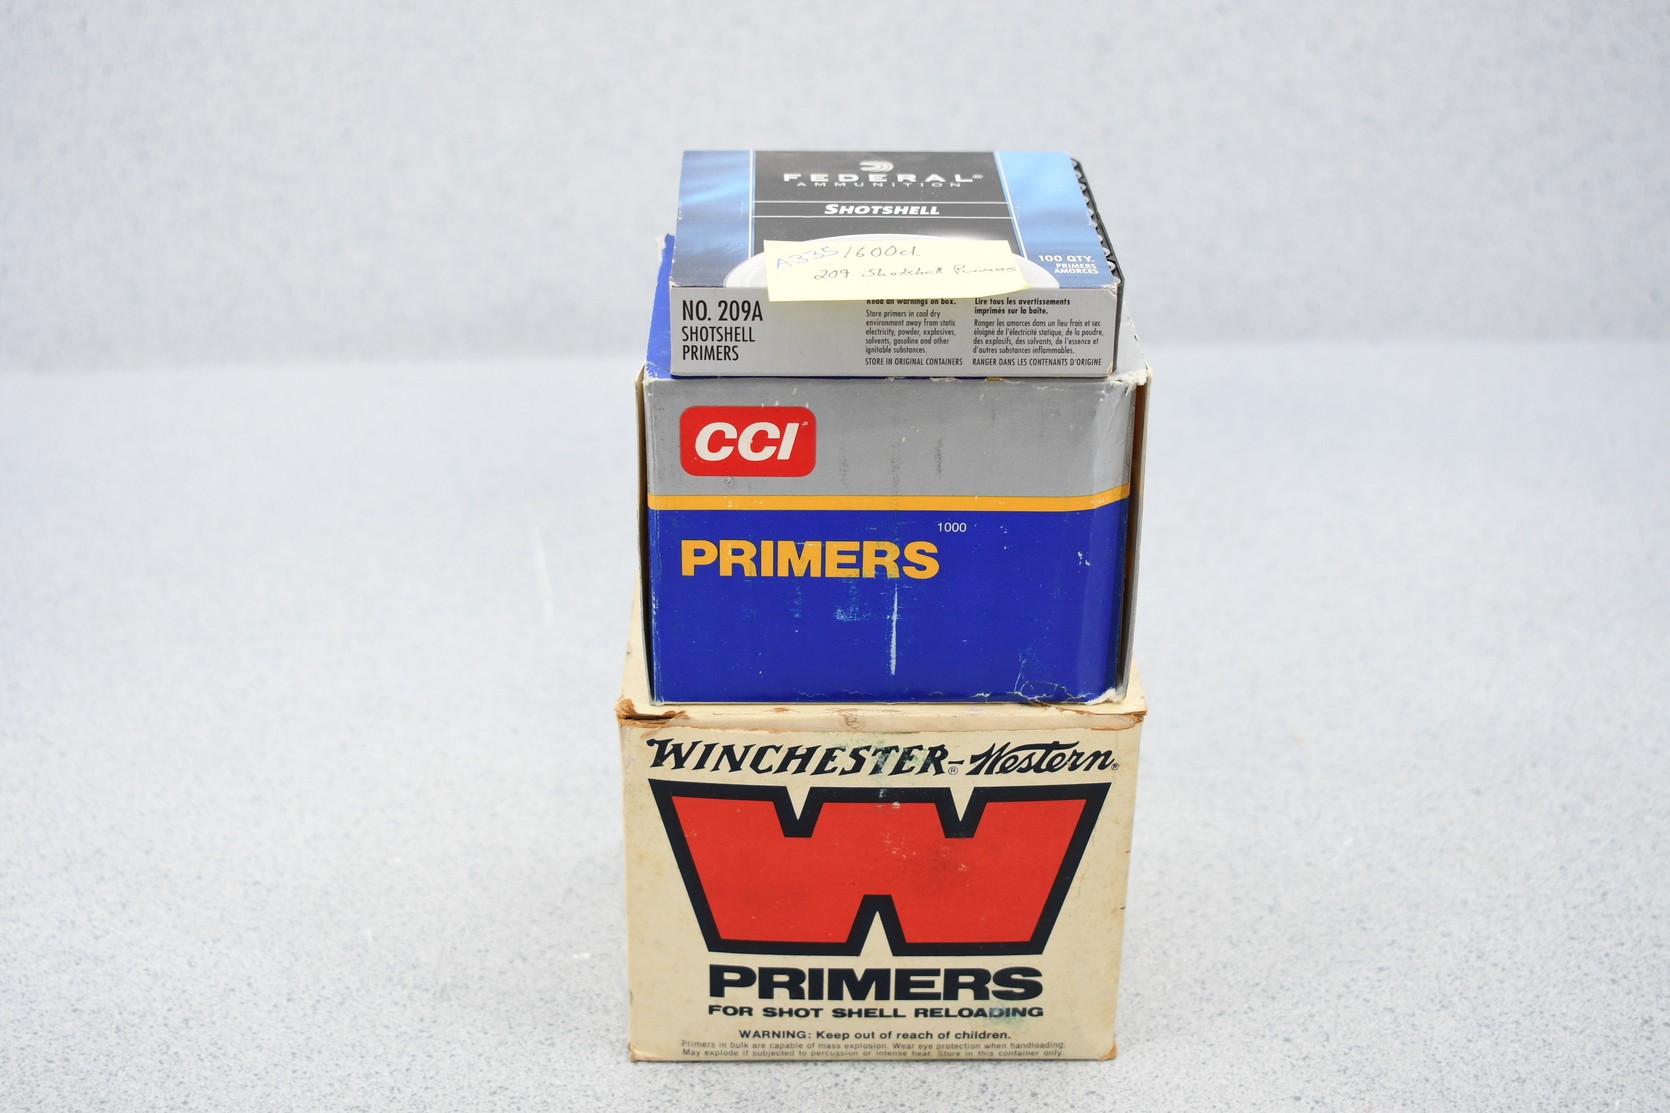 FEDERAL®
AMMUNITION
SHOTSHELL
A335/600ct.
209 Shotshell Primers
100 QTY.
PRIMERS
AMORCES
NO. 209A
SHOTSHELL
PRIMERS
Read all warnings on box.
Store primers in cool dry
environment away from static
electricity, powder, explosives,
solvents, gasoline and other
ignitable substances.
STORE IN ORIGINAL CONTAINERS
Lire tous les avertissements
imprimés sur la boîte.
Ranger les amorces dans un lieu frais et sec
éloigné de l'électricité statique, de la poudre,
des explosifs, des solvants, de l'essence et
d'autres substances inflammables.
RANGER DANS LES CONTENANTS D'ORIGINE
CCI
1000
PRIMERS
WINCHESTER®-Western®
PRIMERS
FOR SHOT SHELL RELOADING
WARNING: Keep out of reach of children.
Primers in bulk are capable of mass explosion. Wear eye protection when handloading.
May explode if subjected to percussion or intense heat. Store in this container only.